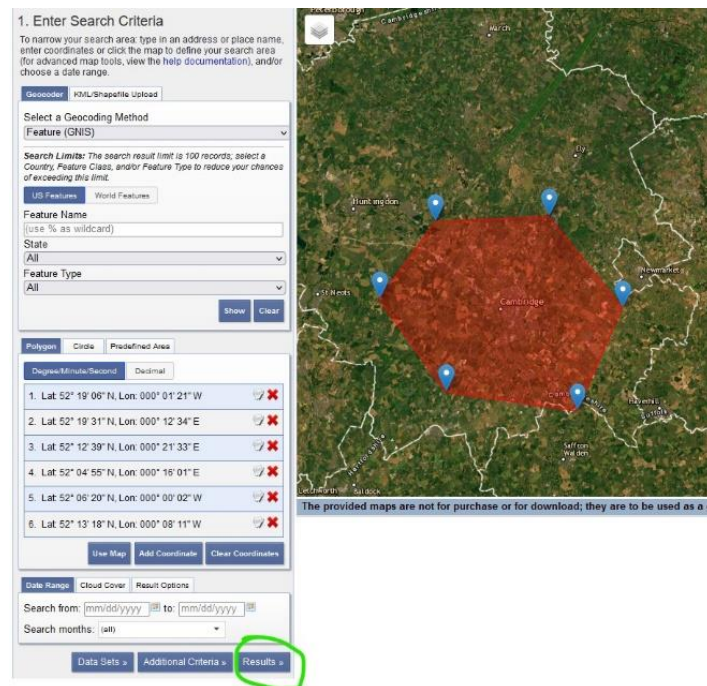 1. Enter Search Criteria
To narrow your search area: type in an address or place name,
enter coordinates or click the map to define your search area
(for advanced map tools, view the help documentation), and/or
choose a date range.
Geocoder KML/Shapefile Upload
Select a Geocoding Method
Feature (GNIS)
Search Limits: The search result limit is 100 records; select a
Country, Feature Class, and/or Feature Type to reduce your chances
of exceeding this limit.
US Features World Features
Feature Name
(use % as wildcard)
State
All
Feature Type
All
Show Clear
Polygon Circle Predefined Area
Degree/Minute/Second Decimal
1. Lat: 52° 19' 06" N, Lon: 000° 01' 21" W
2. Lat: 52° 19' 31" N, Lon: 000° 12' 34" E
3. Lat: 52° 12' 39" N, Lon: 000° 21' 33" E
4. Lat: 52° 04' 55" N, Lon: 000° 16' 01" E
5. Lat: 52° 06' 20" N, Lon: 000° 00' 02" W
6. Lat: 52° 13' 18" N, Lon: 000° 08' 11" W
Use Map Add Coordinate Clear Coordinates
Date Range Cloud Cover Result Options
Search from: mm/dd/yyyy to: mm/dd/yyyy
Search months: (all)
Data Sets » Additional Criteria » Results »
Peterborough
March
Ely
Huntingdon
Newmarket
St Neots
Cambridge
Haverhill
Suffolk
Saffron
Walden
Hertfordshire
Letchworth Baldock
The provided maps are not for purchase or for download; they are to be used as a